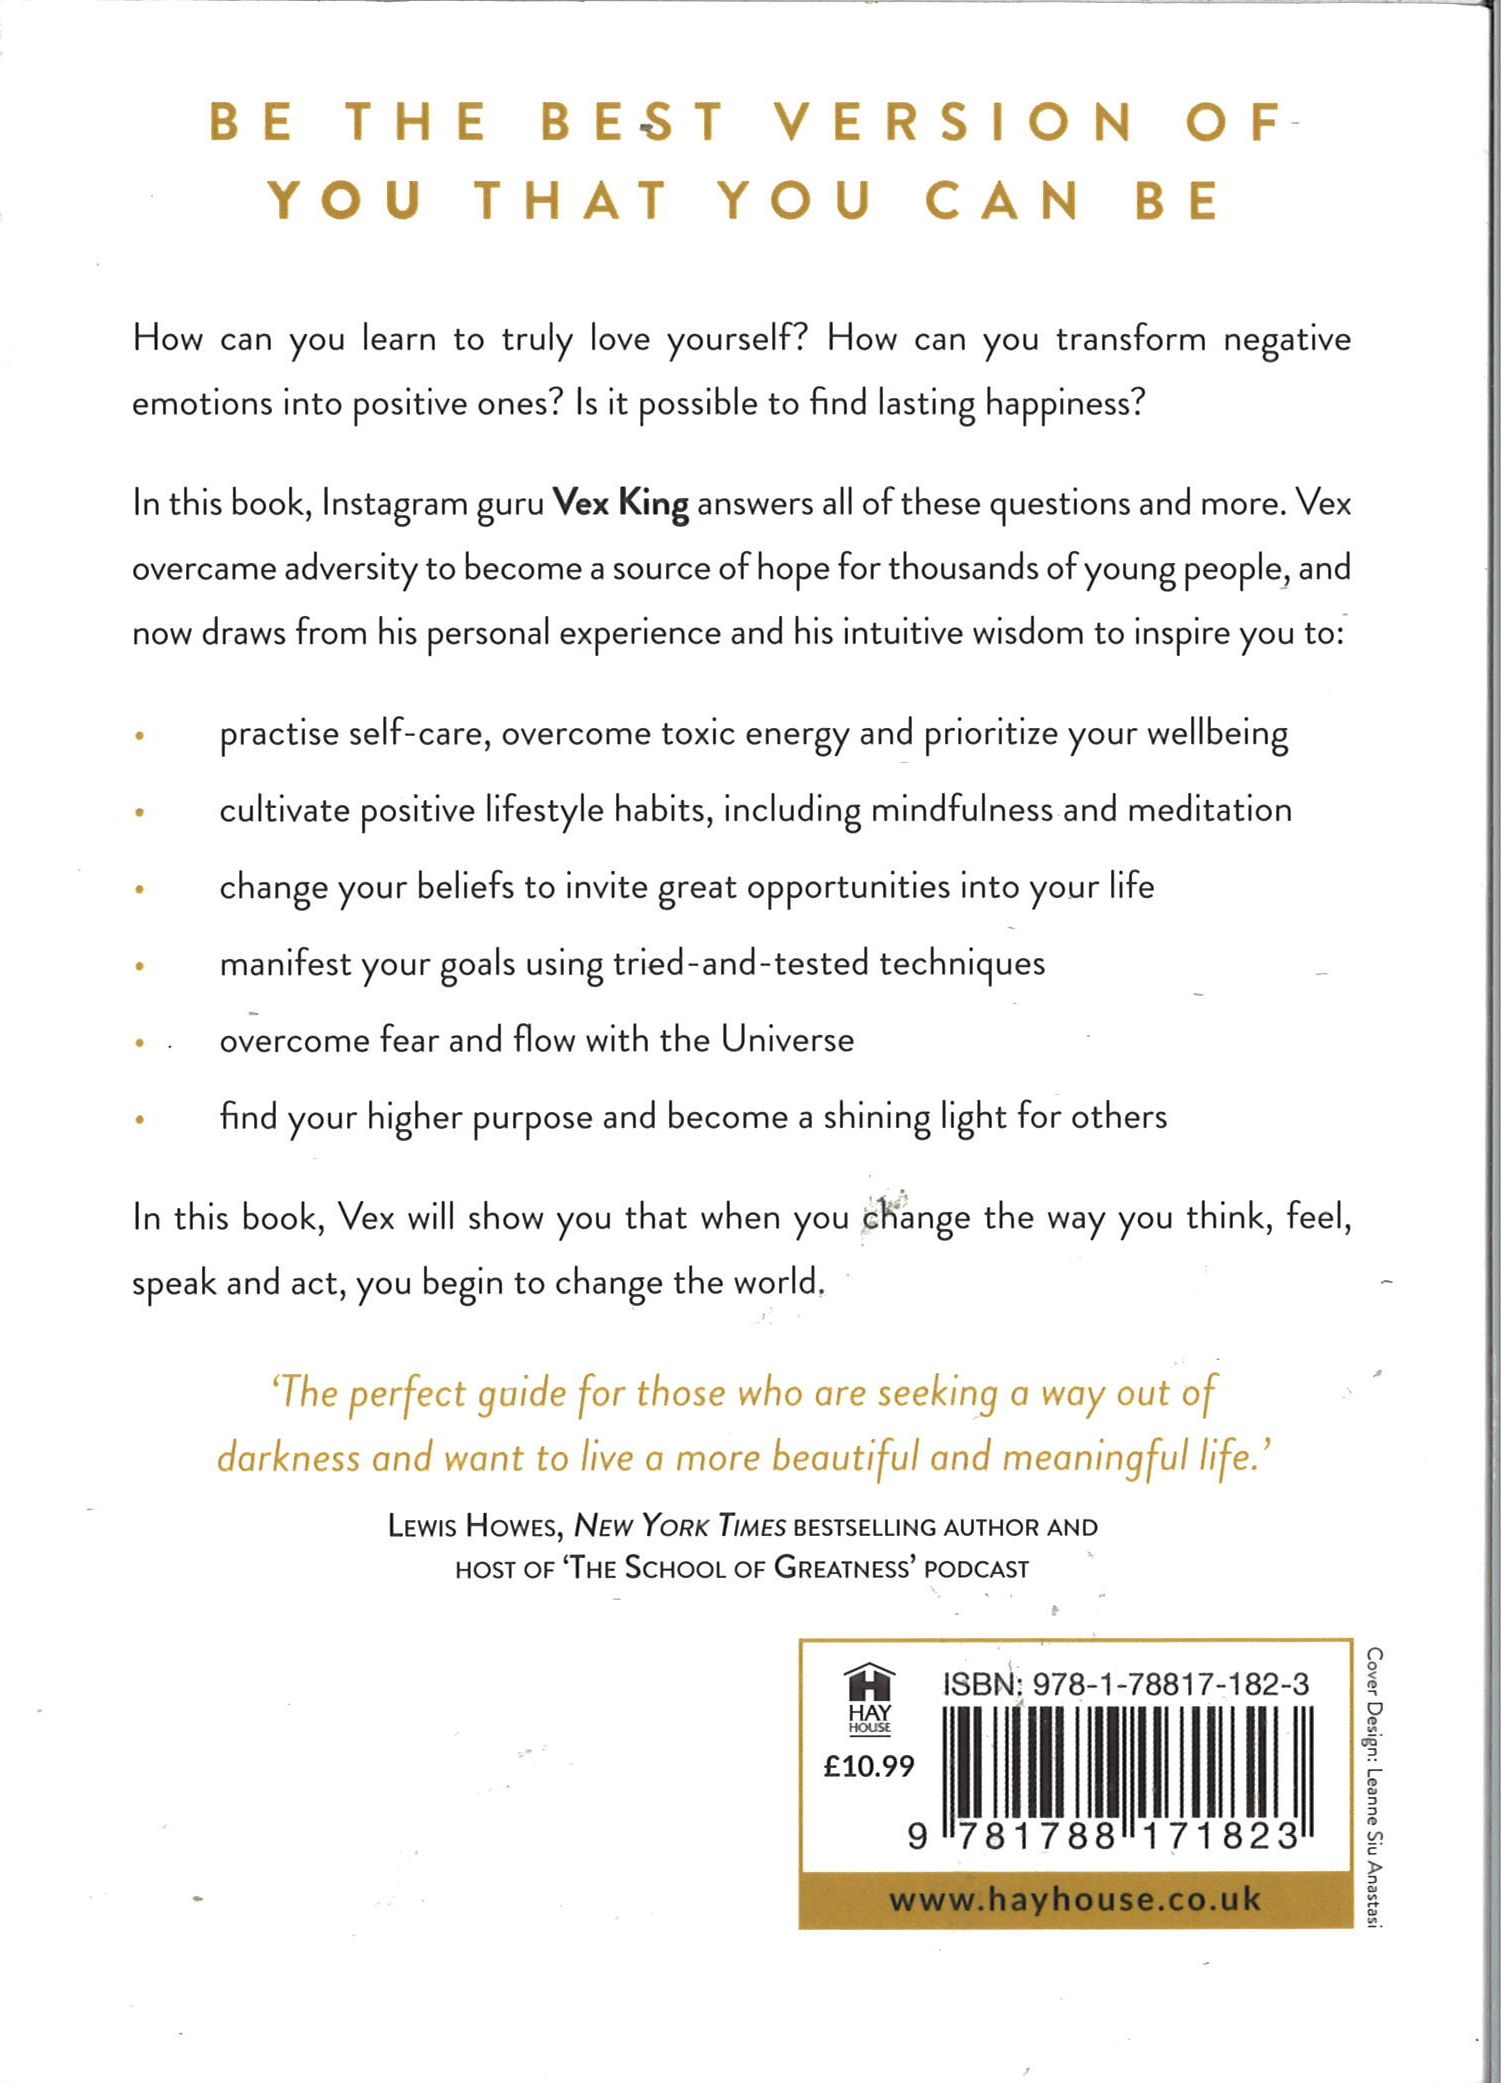 BE THE BEST VERSION OF
YOU THAT YOU CAN BE
How can you learn to truly love yourself? How can you transform negative
emotions into positive ones? Is it possible to find lasting happiness?
In this book, Instagram guru Vex King answers all of these questions and more. Vex
overcame adversity to become a source of hope for thousands of young people, and
now draws from his personal experience and his intuitive wisdom to inspire you to:
• practise self-care, overcome toxic energy and prioritize your wellbeing
• cultivate positive lifestyle habits, including mindfulness and meditation
• change your beliefs to invite great opportunities into your life
• manifest your goals using tried-and-tested techniques
• overcome fear and flow with the Universe
• find your higher purpose and become a shining light for others
In this book, Vex will show you that when you change the way you think, feel,
speak and act, you begin to change the world.
‘The perfect guide for those who are seeking a way out of
darkness and want to live a more beautiful and meaningful life.’
LEWIS HOWES, NEW YORK TIMES BESTSELLING AUTHOR AND
HOST OF ‘THE SCHOOL OF GREATNESS’ PODCAST
HAY
HOUSE
£10.99
ISBN: 978-1-78817-182-3
9 781788 171823
www.hayhouse.co.uk
Cover Design: Leanne Siu Anastasi